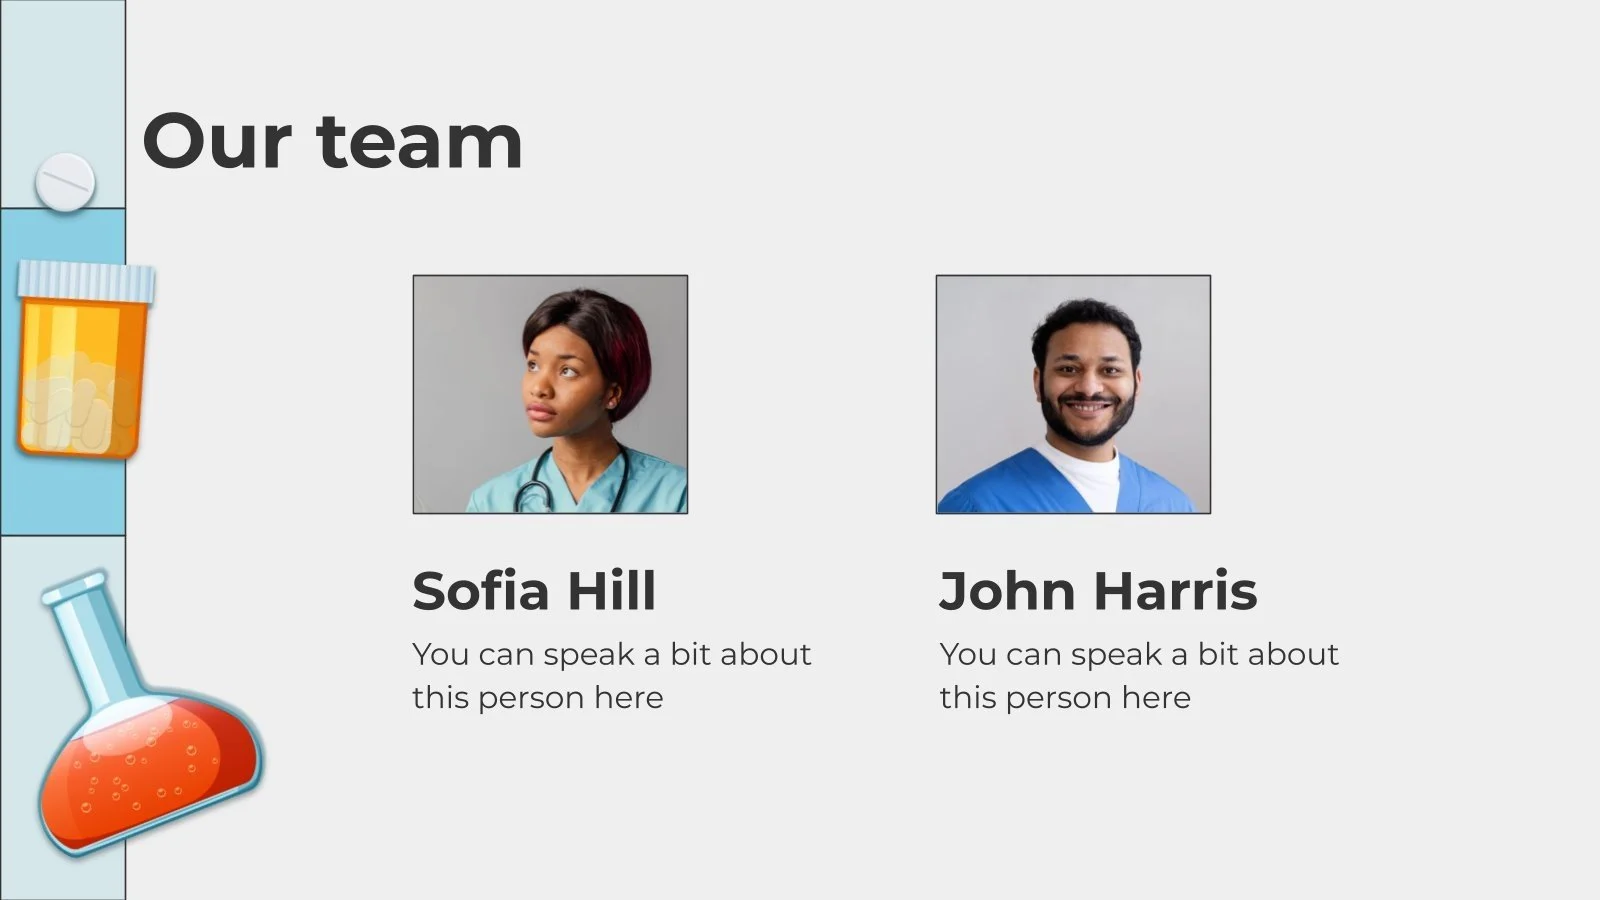 Our team
Sofia Hill
You can speak a bit about
this person here
John Harris
You can speak a bit about
this person here